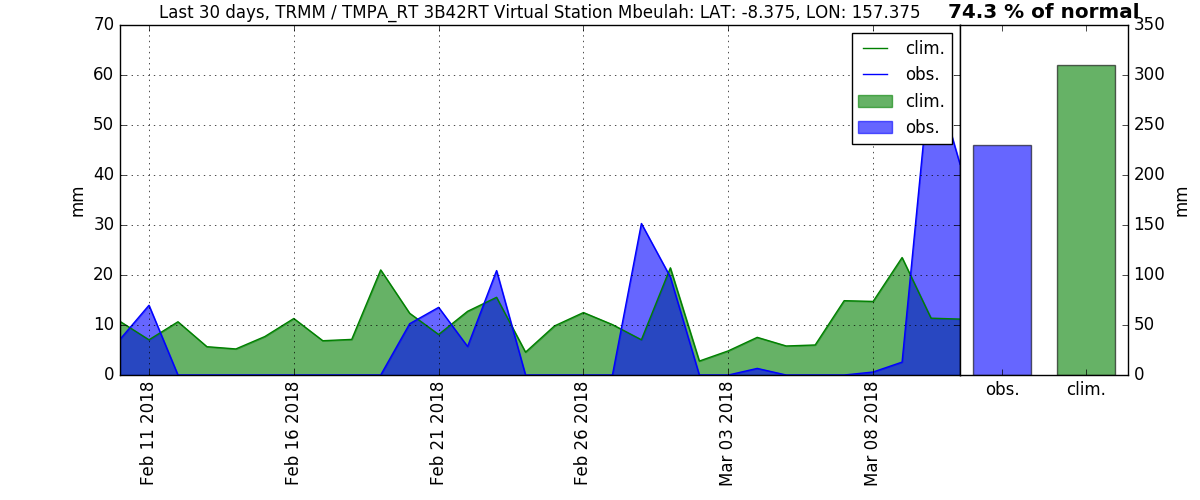 Last 30 days, TRMM / TMPA_RT 3B42RT Virtual Station Mbeulah: LAT: -8.375, LON: 157.375
74.3 % of normal
70
60
50
40
30
20
10
0
mm
clim.
obs.
clim.
obs.
Feb 11 2018
Feb 16 2018
Feb 21 2018
Feb 26 2018
Mar 03 2018
Mar 08 2018
350
300
250
200
150
100
50
0
mm
obs.
clim.